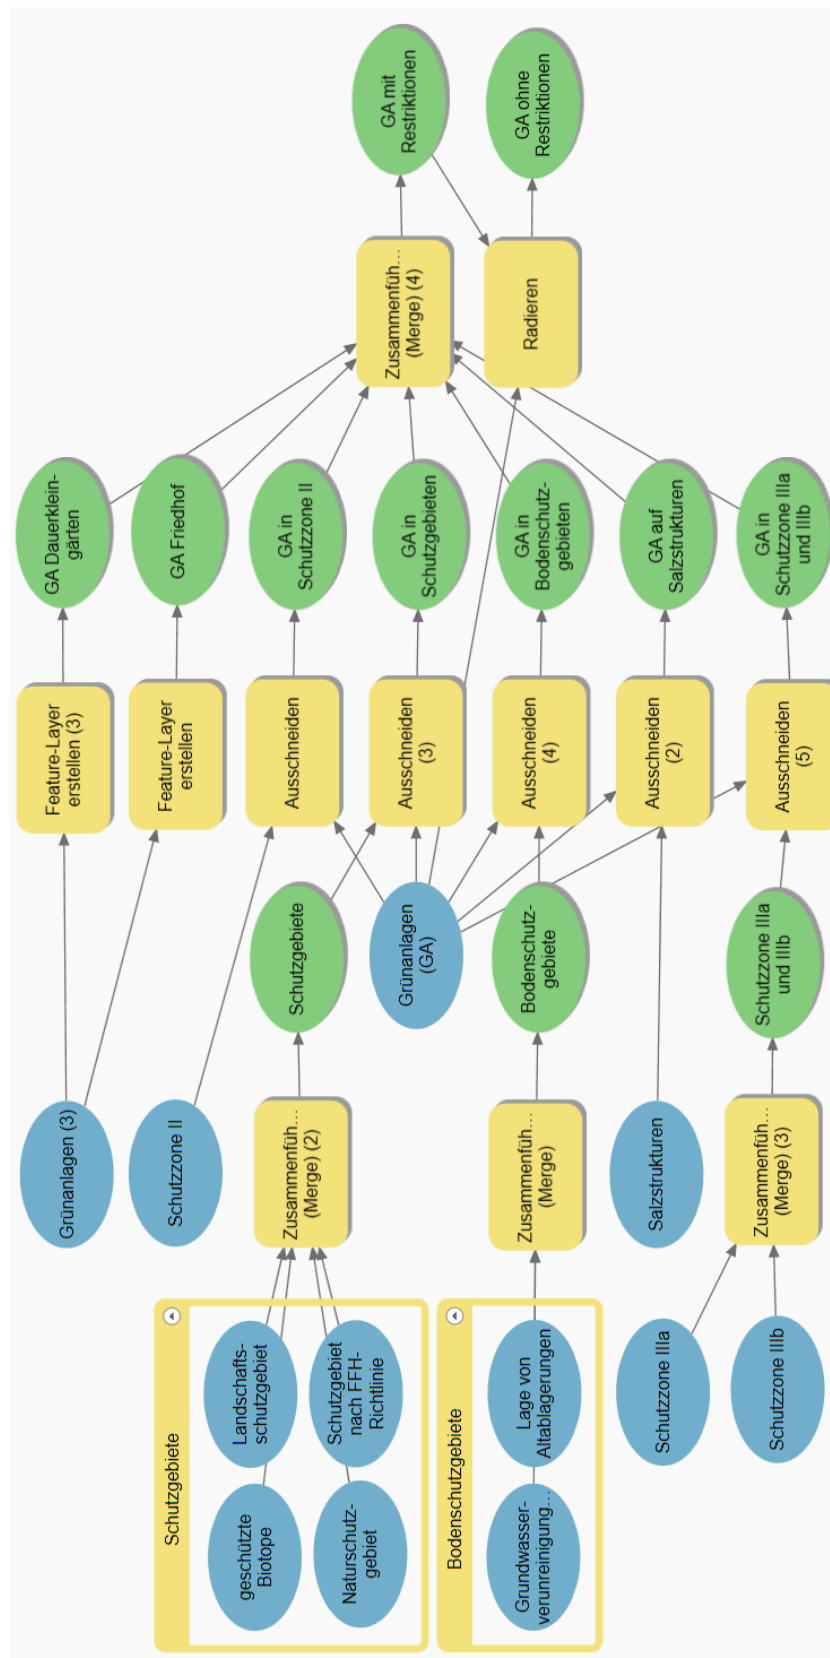 Schutzgebiete
geschützte
Biotope
Landschafts-
schutzgebiet
Naturschutz-
gebiet
Schutzgebiet
nach FFH-
Richtlinie
Bodenschutzgebiete
Grundwasser-
verunreinigung…
Lage von
Altablagerungen
Schutzzone IIIa
Schutzzone IIIb
Grünanlagen (3)
Schutzzone II
Zusammenfüh…
(Merge) (2)
Zusammenfüh…
(Merge)
Salzstrukturen
Zusammenfüh…
(Merge) (3)
Schutzgebiete
Grünanlagen
(GA)
Bodenschutz-
gebiete
Schutzzone IIIa
und IIIb
Feature-Layer
erstellen (3)
Feature-Layer
erstellen
Ausschneiden
Ausschneiden
(3)
Ausschneiden
(4)
Ausschneiden
(2)
Ausschneiden
(5)
GA Dauerklein-
gärten
GA Friedhof
GA in
Schutzzone II
GA in
Schutzgebieten
GA in
Bodenschutz-
gebieten
GA auf
Salzstrukturen
GA in
Schutzzone IIIa
und IIIb
Zusammenfüh…
(Merge) (4)
Radieren
GA mit
Restriktionen
GA ohne
Restriktionen